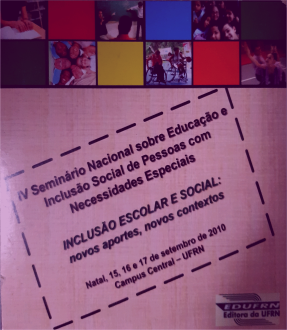 IV Seminário Nacional sobre Educação e
Inclusão Social de Pessoas com
Necessidades Especiais
INCLUSÃO ESCOLAR E SOCIAL:
novos aportes, novos contextos
Natal, 15, 16 e 17 de setembro de 2010
Campus Central – UFRN
EDUFRN
Editora da UFRN